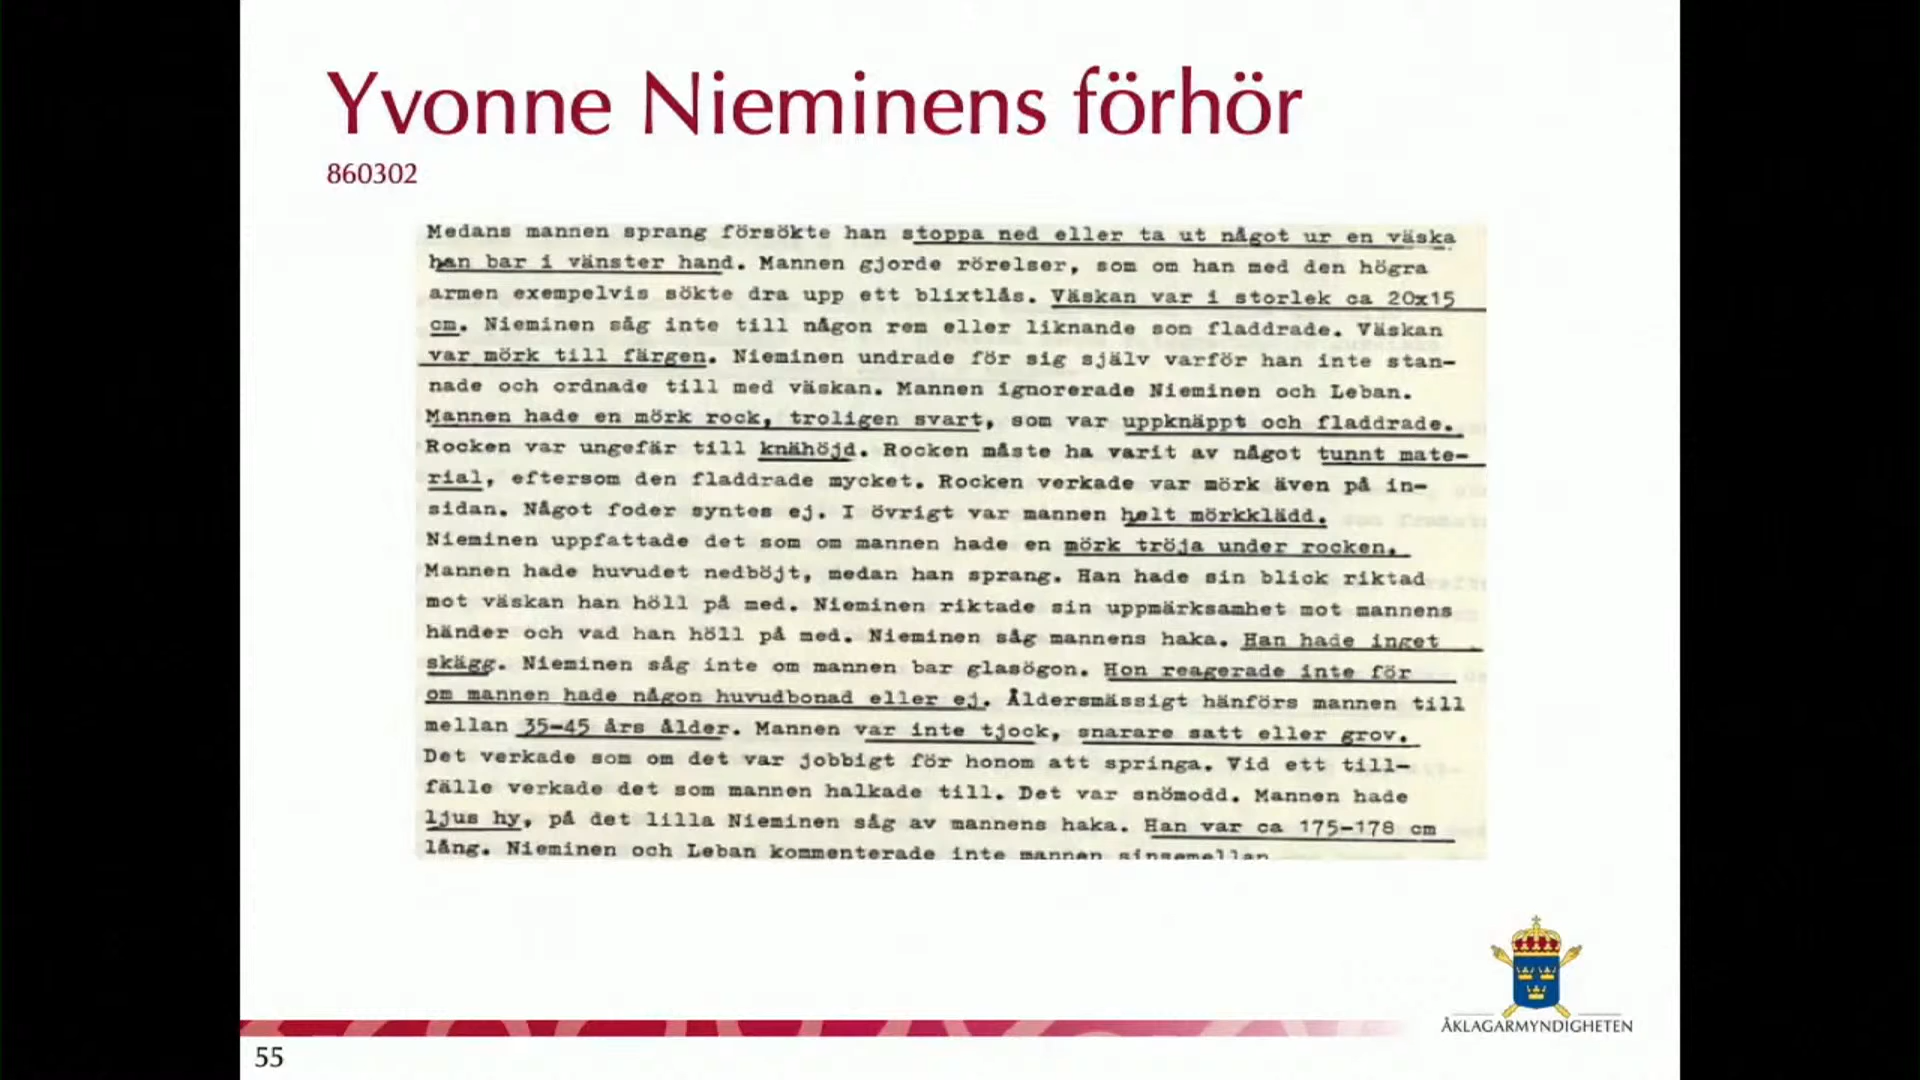 Yvonne Nieminens förhör
860302
Medans mannen sprang försökte han stoppa ned eller ta ut något ur en väska
han bar i vänster hand. Mannen gjorde rörelser, som om han med den högra
armen exempelvis sökte dra upp ett blixtlås. Väskan var i storlek ca 20x15
cm. Nieminen såg inte till någon rem eller liknande som fladdrade. Väskan
var mörk till färgen. Nieminen undrade för sig själv varför han inte stan-
nade och ordnade till med väskan. Mannen ignorerade Nieminen och Leban.
Mannen hade en mörk rock, troligen svart, som var uppknäppt och fladdrade.
Rocken var ungefär till knähöjd. Rocken måste ha varit av något tunnt mate-
rial, eftersom den fladdrade mycket. Rocken verkade var mörk även på in-
sidan. Något foder syntes ej. I övrigt var mannen helt mörkklädd.
Nieminen uppfattade det som om mannen hade en mörk tröja under rocken.
Mannen hade huvudet nedböjt, medan han sprang. Han hade sin blick riktad
mot väskan han höll på med. Nieminen riktade sin uppmärksamhet mot mannens
händer och vad han höll på med. Nieminen såg mannens haka. Han hade inget
skägg. Nieminen såg inte om mannen bar glasögon. Hon reagerade inte för
om mannen hade någon huvudbonad eller ej. Åldersmässigt hänförs mannen till
mellan 35-45 års ålder. Mannen var inte tjock, snarare satt eller grov.
Det verkade som om det var jobbigt för honom att springa. Vid ett till-
fälle verkade det som mannen halkade till. Det var snömodd. Mannen hade
ljus hy, på det lilla Nieminen såg av mannens haka. Han var ca 175-178 cm
lång. Nieminen och Leban kommenterade inte mannen sinsemellan
ÅKLAGARMYNDIGHETEN
55